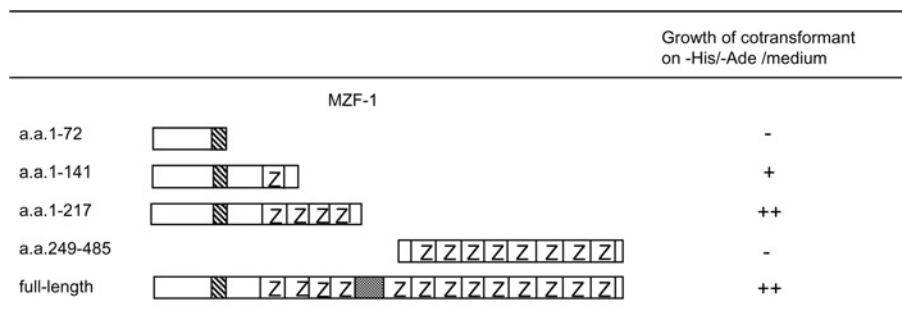 Growth of cotransformant
on -His/-Ade /medium
MZF-1
a.a.1-72 -
a.a.1-141 Z +
a.a.1-217 Z Z Z Z ++
a.a.249-485 Z Z Z Z Z Z Z Z -
full-length Z Z Z Z Z Z Z Z Z Z Z Z Z ++